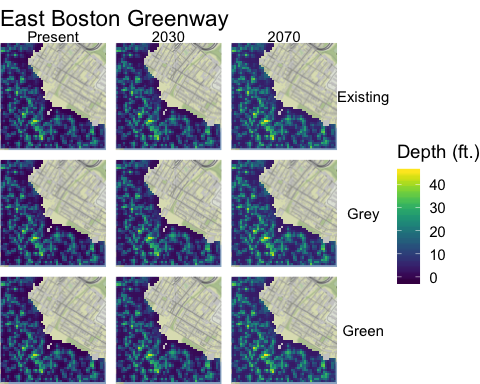 East Boston Greenway
Present 2030 2070
Existing
Grey
Green
Depth (ft.)
40
30
20
10
0